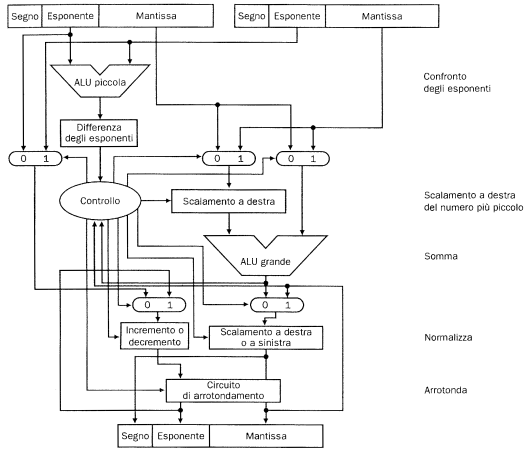 Segno Esponente Mantissa
Segno Esponente Mantissa
ALU piccola
Confronto
degli esponenti
Differenza
degli esponenti
0 1
0 1
0 1
Controllo
Scalamento a destra
Scalamento a destra
del numero più piccolo
ALU grande
Somma
0 1
0 1
Incremento o
decremento
Scalamento a destra
o a sinistra
Normalizza
Circuito
di arrotondamento
Arrotonda
Segno Esponente Mantissa